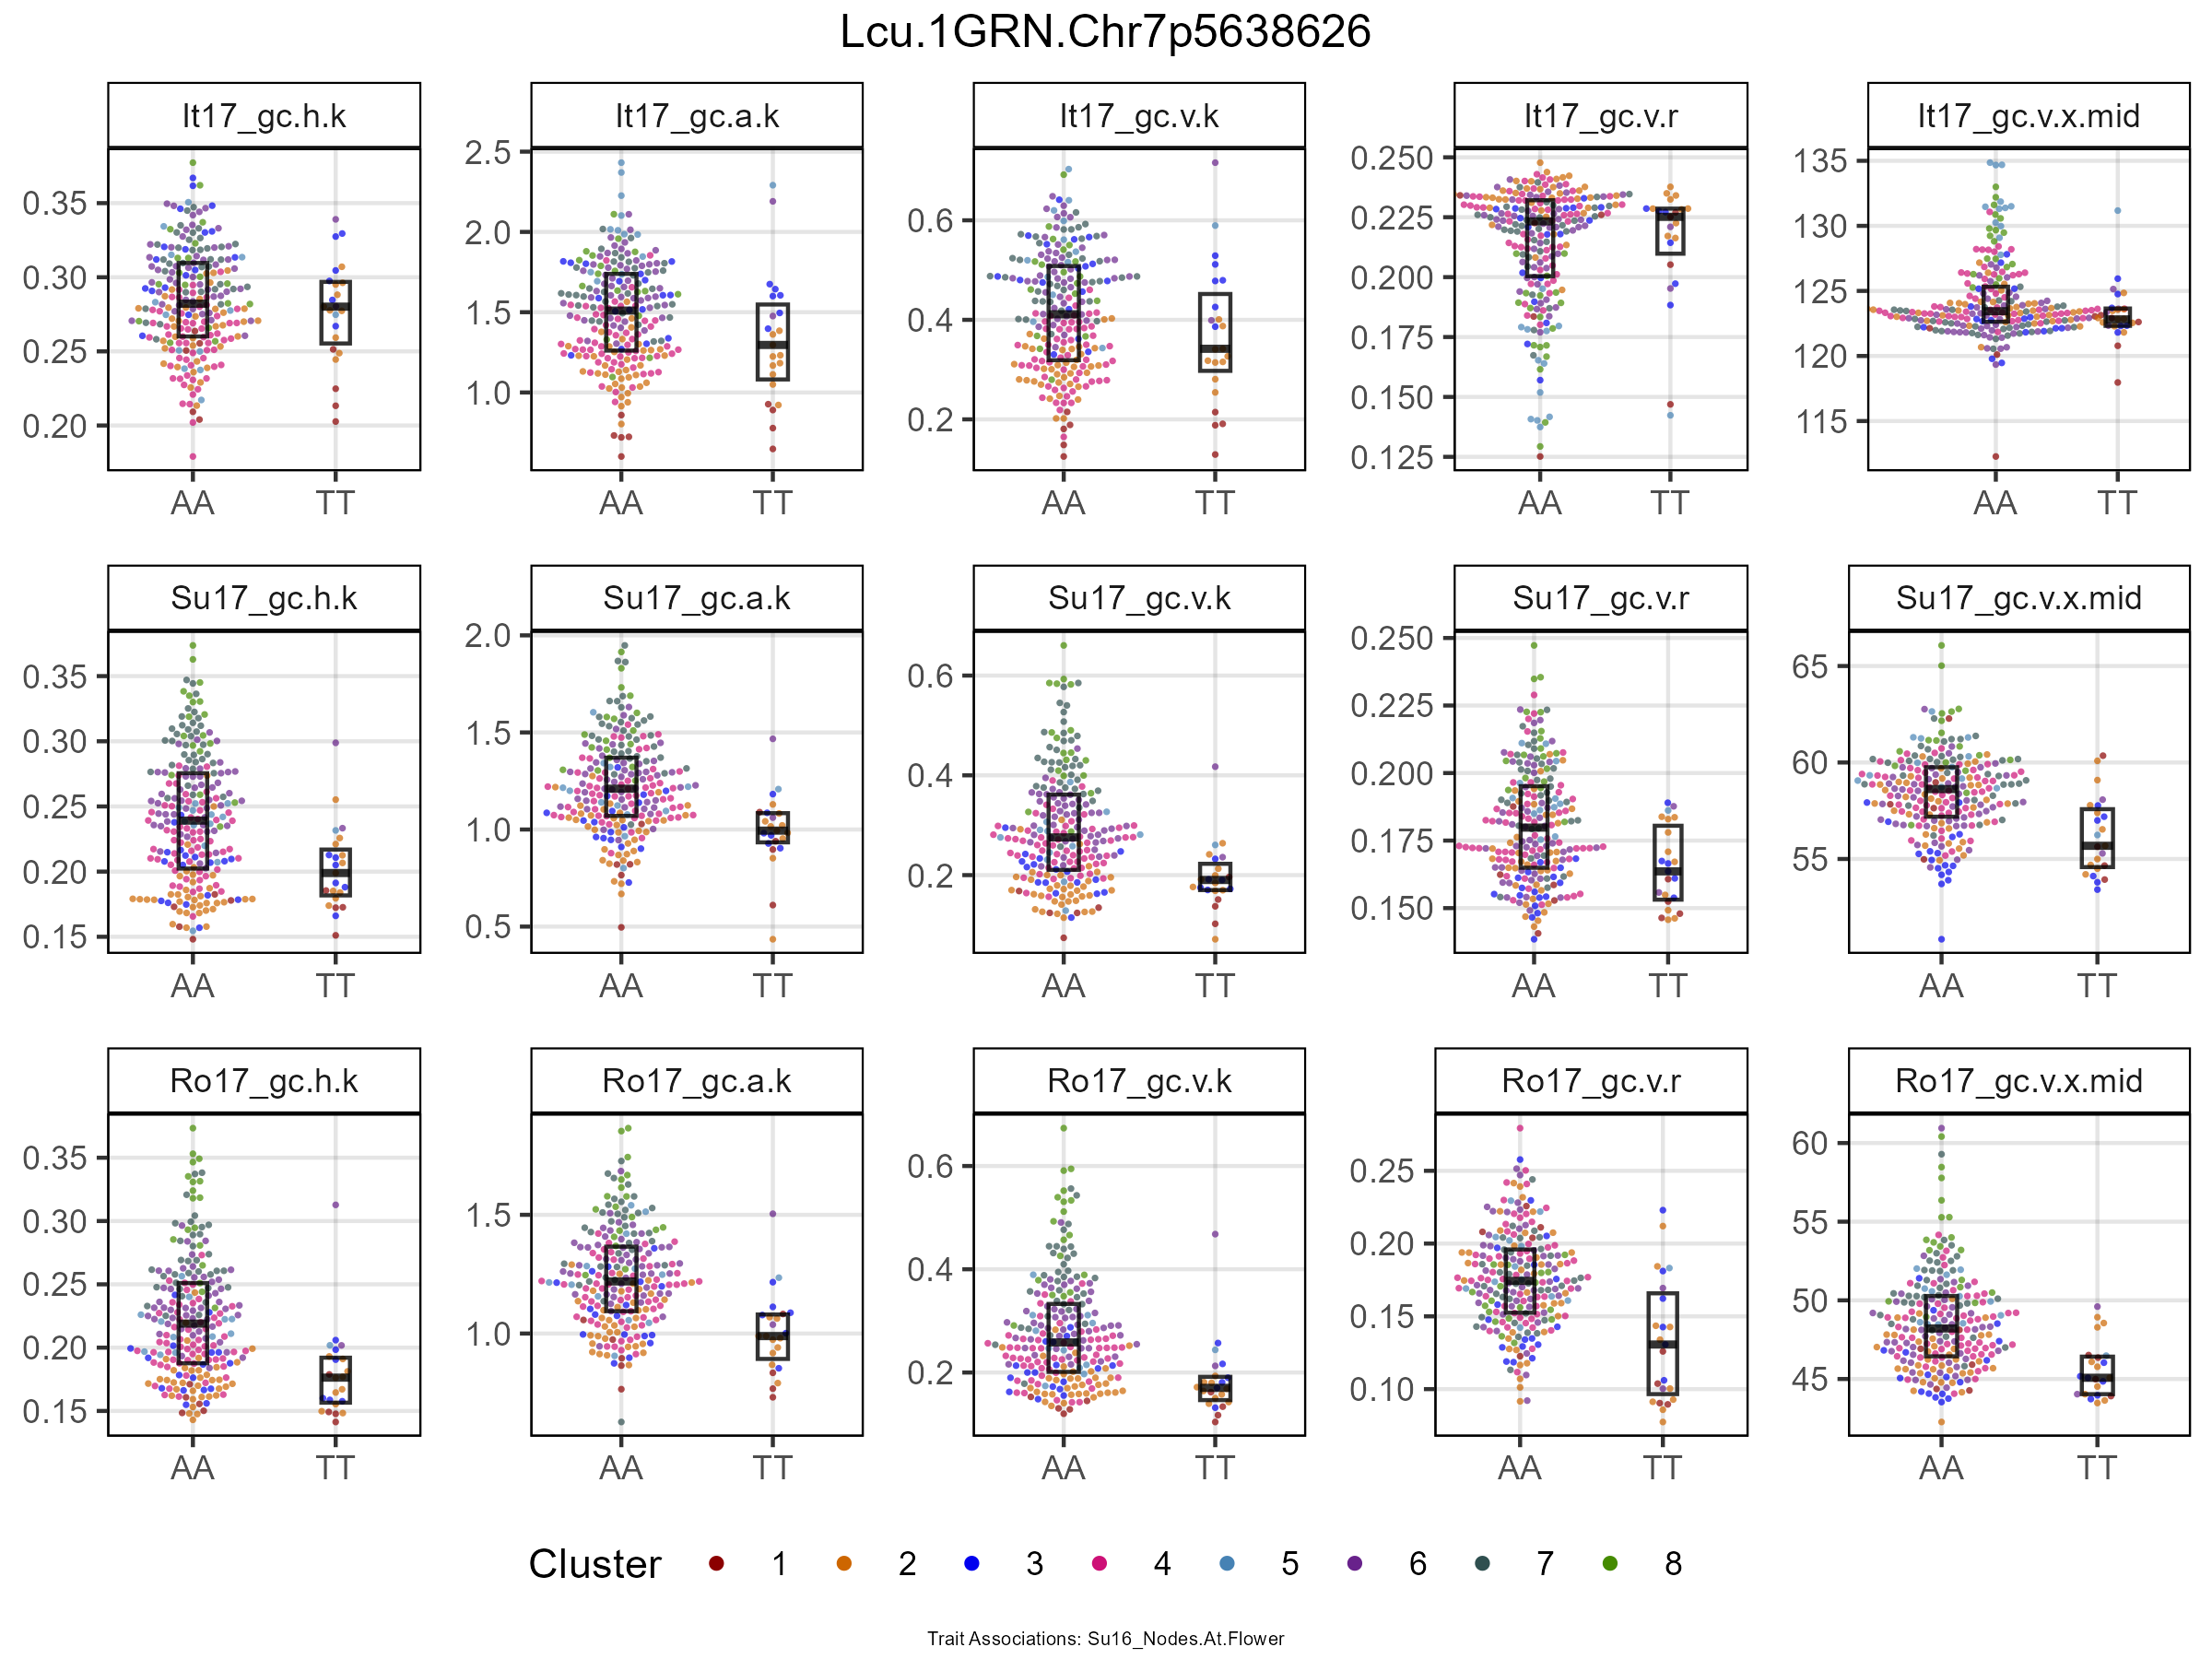 Lcu.1GRN.Chr7p5638626
It17_gc.h.k It17_gc.a.k It17_gc.v.k It17_gc.v.r It17_gc.v.x.mid
0.35 0.30 0.25 0.20
2.5 2.0 1.5 1.0
0.6 0.4 0.2
0.250 0.225 0.200 0.175 0.150 0.125
135 130 125 120 115
AA TT AA TT AA TT AA TT AA TT
Su17_gc.h.k Su17_gc.a.k Su17_gc.v.k Su17_gc.v.r Su17_gc.v.x.mid
0.35 0.30 0.25 0.20 0.15
2.0 1.5 1.0 0.5
0.6 0.4 0.2
0.250 0.225 0.200 0.175 0.150
65 60 55
AA TT AA TT AA TT AA TT AA TT
Ro17_gc.h.k Ro17_gc.a.k Ro17_gc.v.k Ro17_gc.v.r Ro17_gc.v.x.mid
0.35 0.30 0.25 0.20 0.15
1.5 1.0
0.6 0.4 0.2
0.25 0.20 0.15 0.10
60 55 50 45
AA TT AA TT AA TT AA TT AA TT
Cluster 1 2 3 4 5 6 7 8
Trait Associations: Su16_Nodes.At.Flower